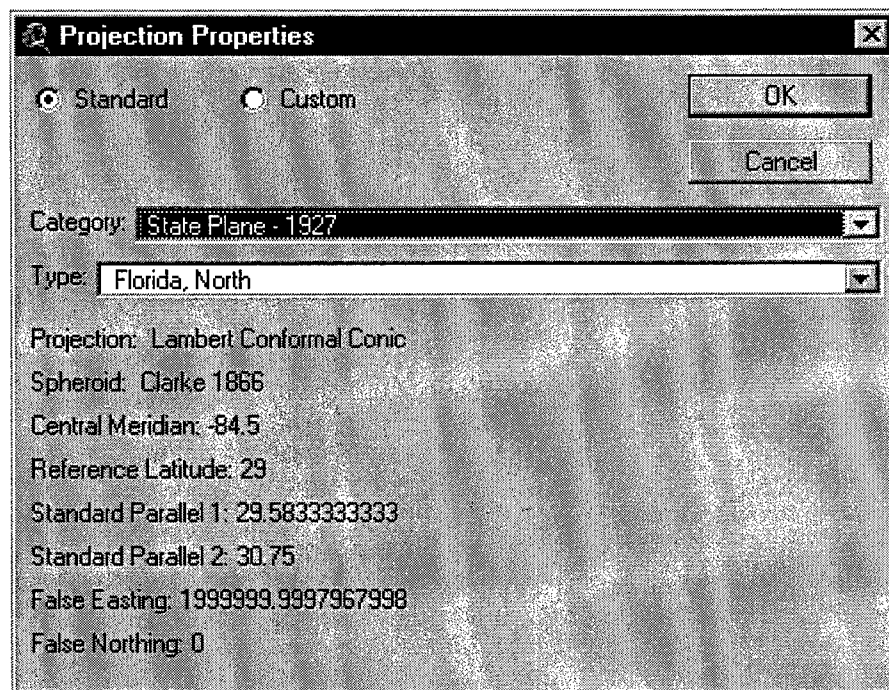 Projection Properties
Standard
Custom
OK
Cancel
Category: State Plane - 1927
Type: Florida, North
Projection: Lambert Conformal Conic
Spheroid: Clarke 1866
Central Meridian: -84.5
Reference Latitude: 29
Standard Parallel 1: 29.5833333333
Standard Parallel 2: 30.75
False Easting: 1999999.9997967998
False Northing: 0